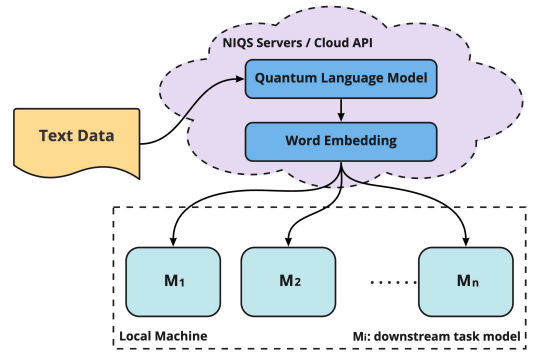 NIQS Servers / Cloud API
Quantum Language Model
Text Data
Word Embedding
M₁
M₂
......
Mₙ
Local Machine
Mᵢ: downstream task model